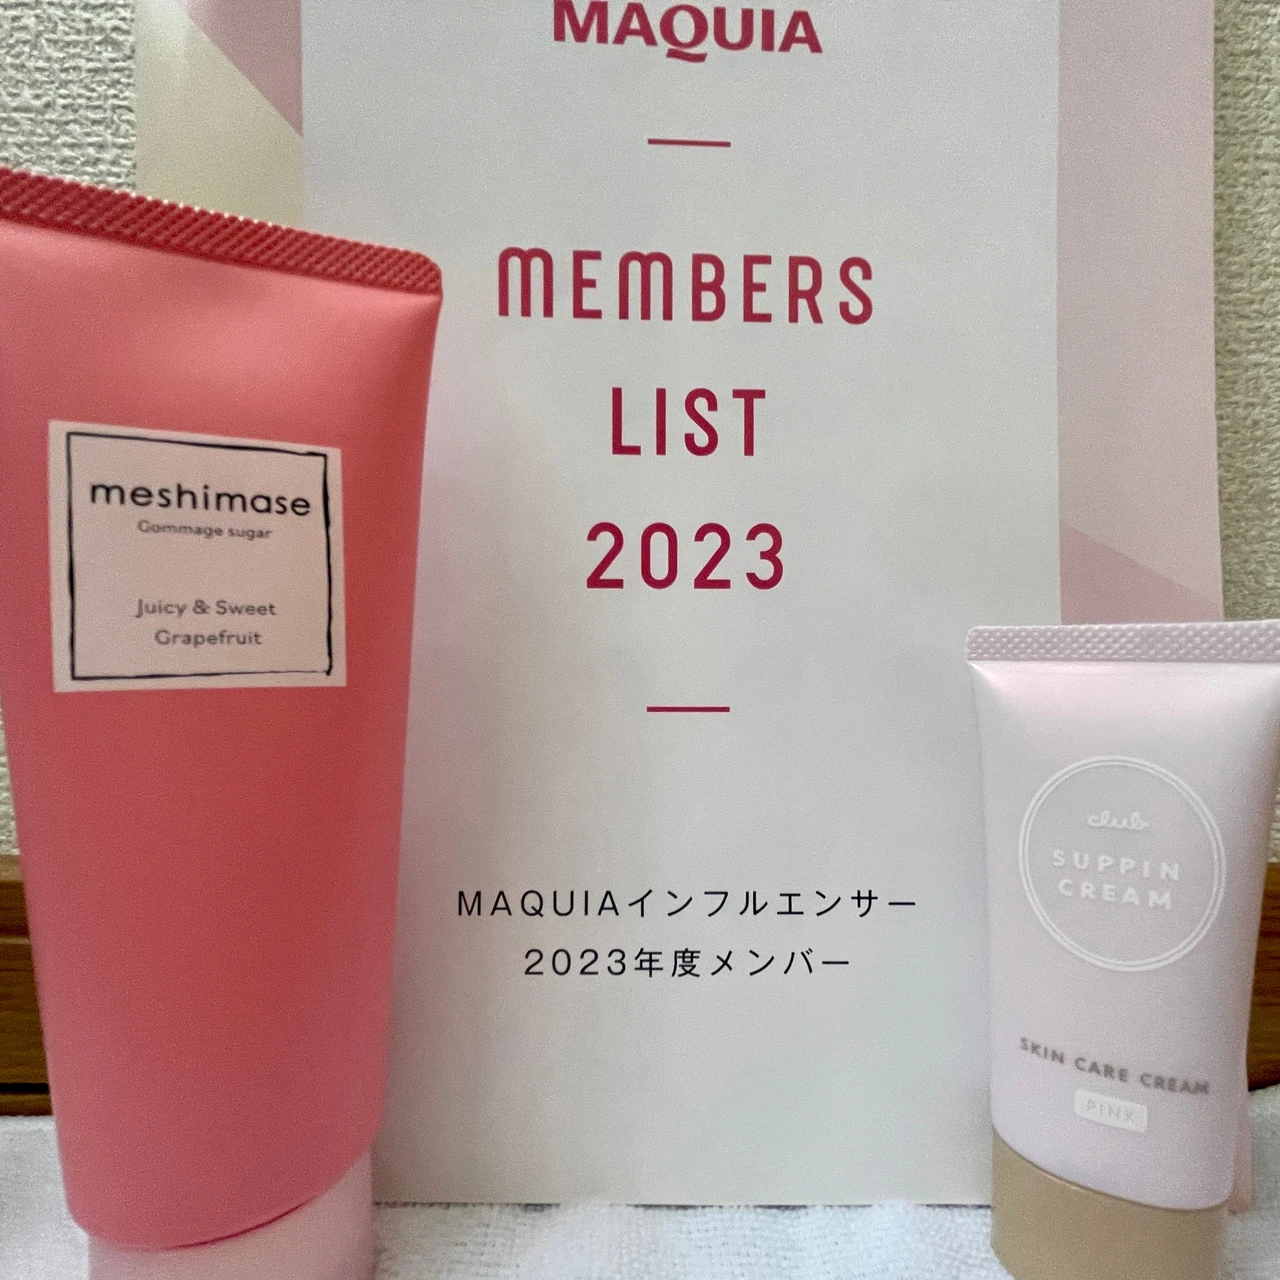 MAQUIA
MEMBERS
LIST
2023
MAQUIAインフルエンサー
2023年度メンバー
meshimase
Gommage sugar
Juicy & Sweet
Grapefruit
club
SUPPIN
CREAM
SKIN CARE CREAM
PINK